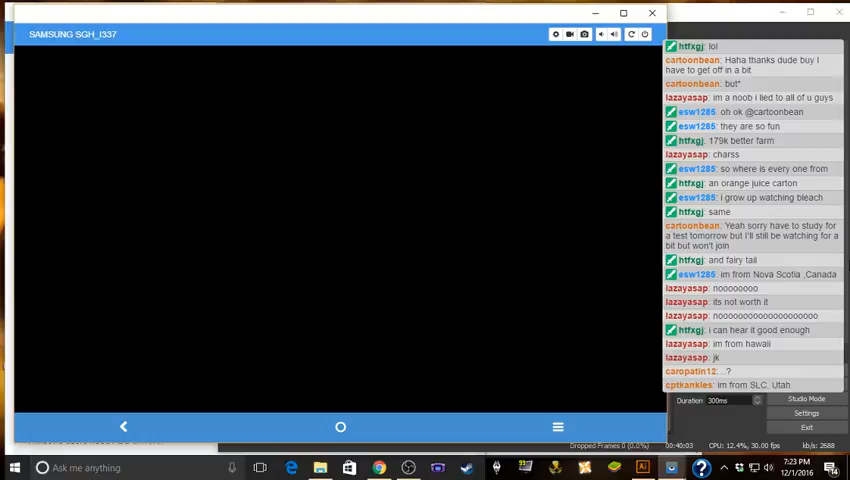 SAMSUNG SGH_I337
htfxgj: lol
cartoonbean: Haha thanks dude buy I
have to get off in a bit
cartoonbean: but*
lazayasap: im a noob i lied to all of u guys
esw1285: oh ok @cartoonbean
esw1285: they are so fun
htfxgj: 179k better farm
lazayasap: charss
esw1285: so where is every one from
htfxgj: an orange juice carton
esw1285: i grow up watching bleach
htfxgj: same
cartoonbean: Yeah sorry have to study for
a test tomorrow but I'll still be watching for a
bit but won't join
htfxgj: and fairy tail
esw1285: im from Nova Scotia ,Canada
lazayasap: noooooooo
lazayasap: its not worth it
lazayasap: noooooooooooooooooooo
htfxgj: i can hear it good enough
lazayasap: im from hawaii
lazayasap: jk
caropatin12: ..?
cptkankles: im from SLC, Utah
Duration 300ms
Studio Mode
Settings
Exit
Dropped Frames 0 (0.0%)
00:40:03
CPU: 12.4%, 30.00 fps
kb/s: 2688
Ask me anything
99
Ai
?
7:23 PM
12/1/2016
14